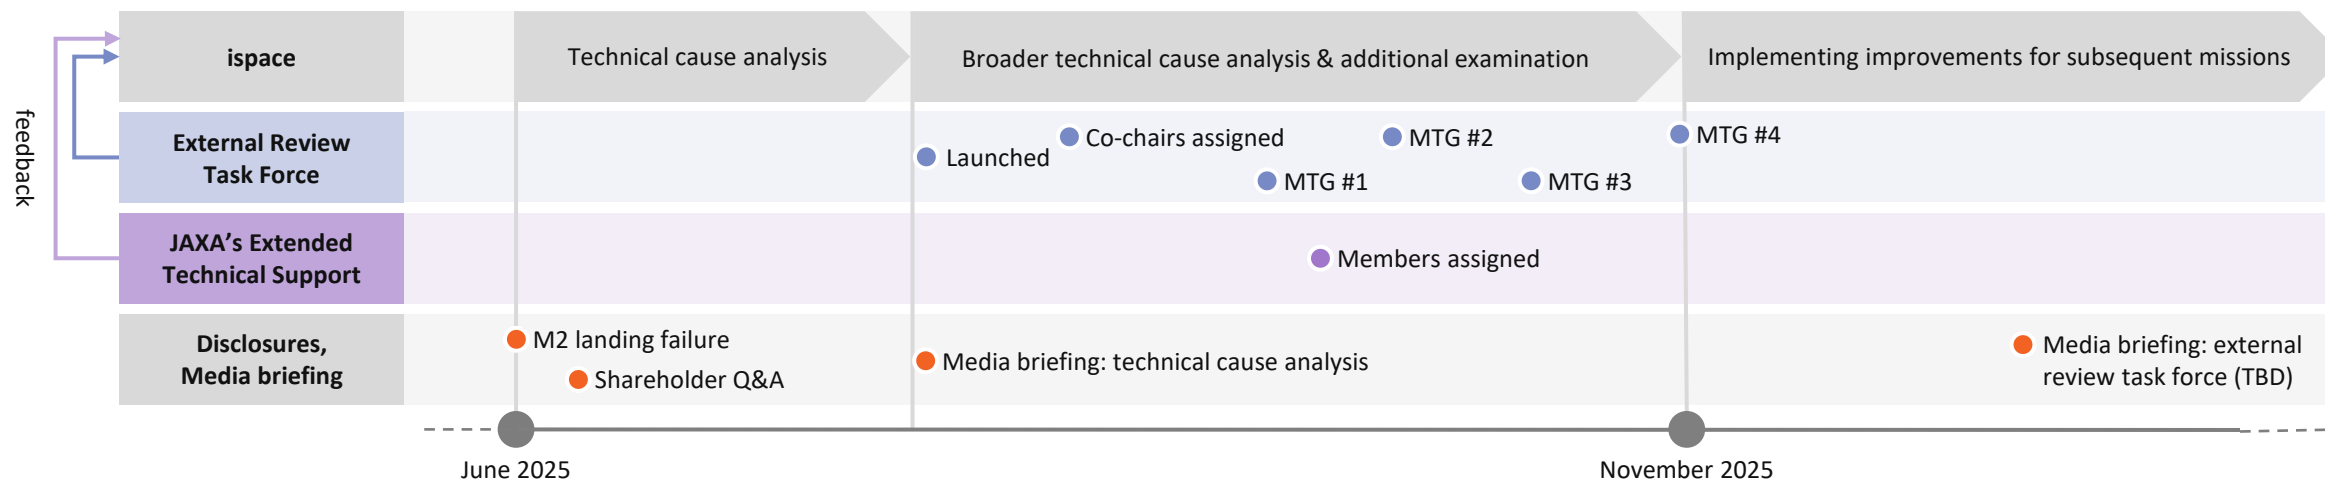 feedback
ispace
Technical cause analysis
Broader technical cause analysis & additional examination
Implementing improvements for subsequent missions
External Review
Task Force
Launched
Co-chairs assigned
MTG #1
MTG #2
MTG #3
MTG #4
JAXA’s Extended
Technical Support
Members assigned
Disclosures,
Media briefing
M2 landing failure
Shareholder Q&A
Media briefing: technical cause analysis
Media briefing: external
review task force (TBD)
June 2025
November 2025